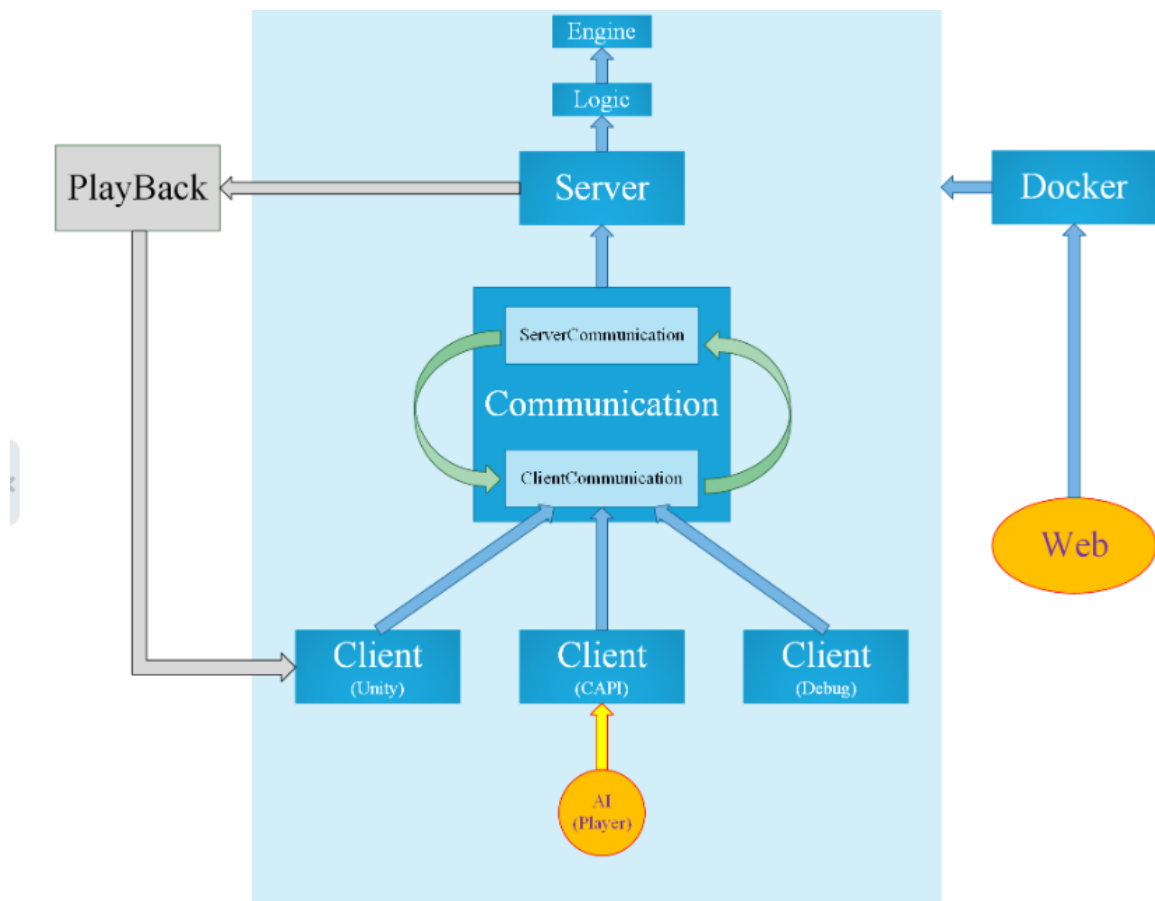 Engine
Logic
PlayBack
Server
Docker
ServerCommunication
Communication
ClientCommunication
Web
Client
(Unity)
Client
(CAPI)
Client
(Debug)
AI
(Player)